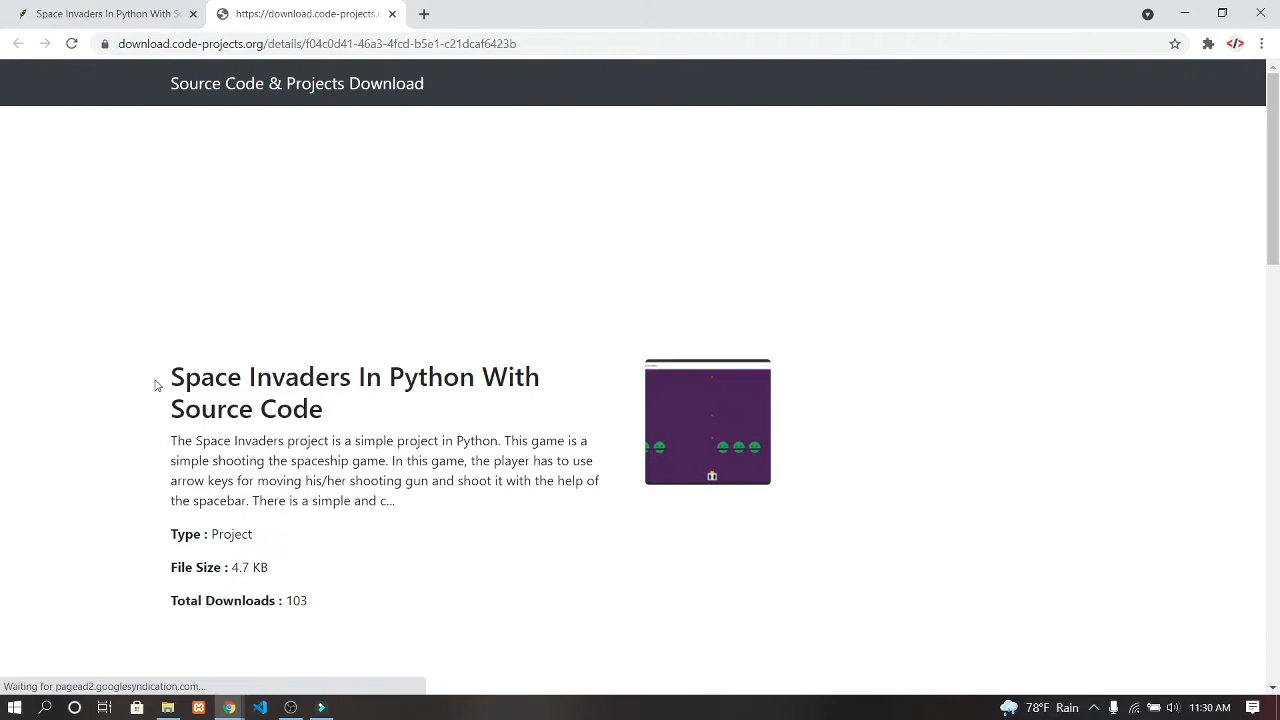 Space Invaders In Python With S
https://download.code-projects.o
download.code-projects.org/details/f04c0d41-46a3-4fcd-b5e1-c21dcaf6423b
Source Code & Projects Download
Space Invaders In Python With
Source Code
The Space Invaders project is a simple project in Python. This game is a
simple shooting the spaceship game. In this game, the player has to use
arrow keys for moving his/her shooting gun and shoot it with the help of
the spacebar. There is a simple and c...
Type : Project
File Size : 4.7 KB
Total Downloads : 103
Waiting for pagead2.googlesyndication.com...
78°F Rain
11:30 AM